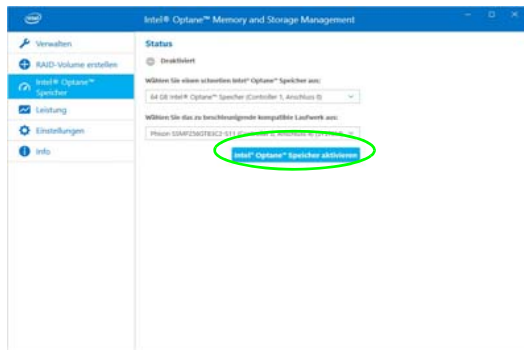 intel
Intel® Optane™ Memory and Storage Management
Verwalten
RAID-Volume erstellen
Intel® Optane™
Speicher
Leistung
Einstellungen
Info
Status
Deaktiviert
Wählen Sie einen schnellen Intel® Optane™ Speicher aus:
64 GB Intel® Optane™ Speicher (Controller 1, Anschluss 0)
Wählen Sie das zu beschleunigende kompatible Laufwerk aus:
Phison (Controller
Intel® Optane™ Speicher aktivieren